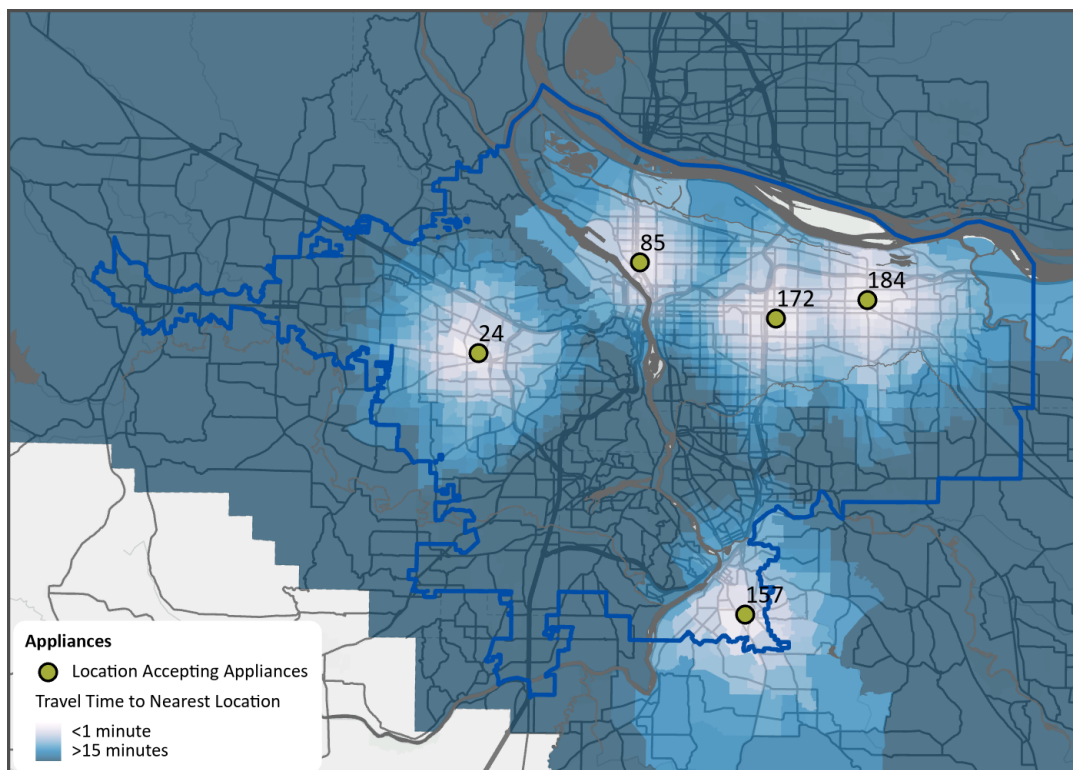 85
184
172
24
157
Appliances
Location Accepting Appliances
Travel Time to Nearest Location
<1 minute
>15 minutes